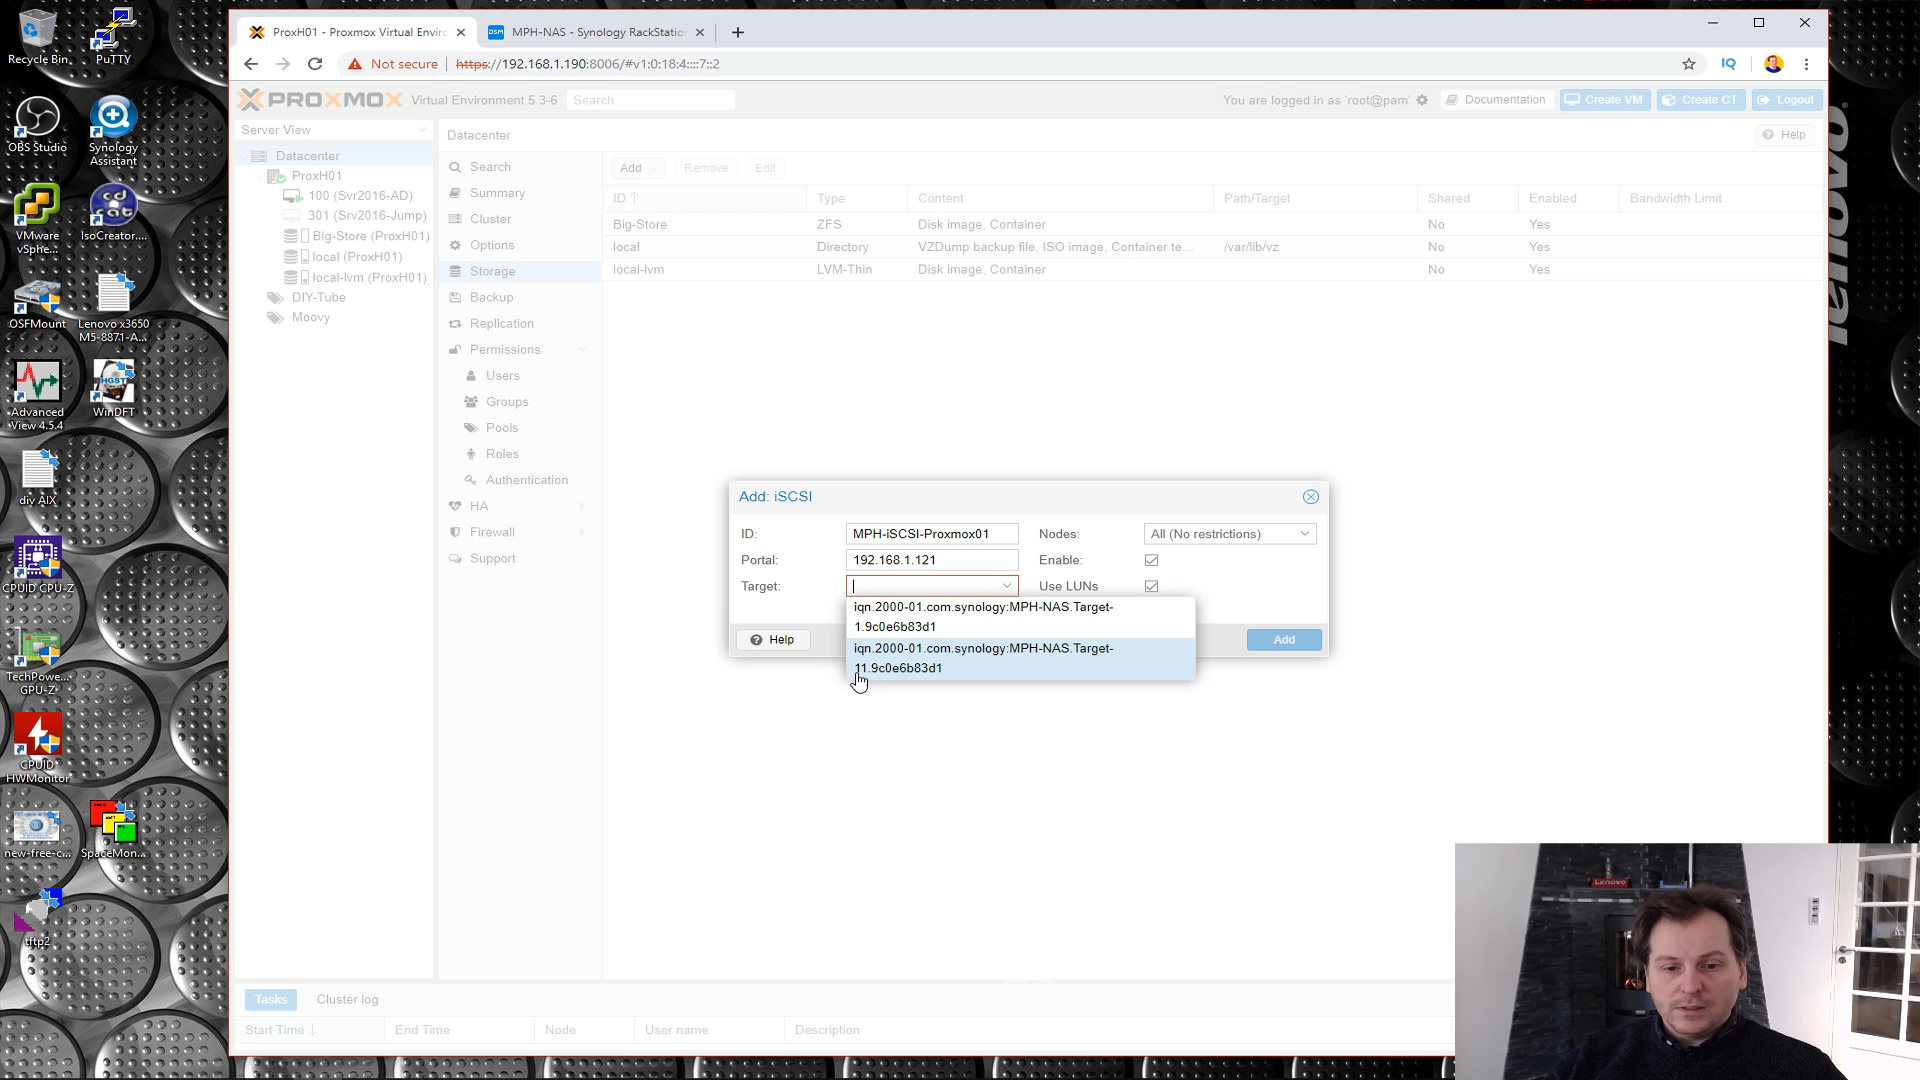 Recycle Bin
PuTTY
OBS Studio
Synology
Assistant
VMware
vSphe...
IsoCreator....
OSFMount
Lenovo x3650
M5-8871-A...
Advanced
View 4.5.4
HGST
WinDFT
div AIX
CPUID CPU-Z
TechPowe...
GPU-Z
CPUID
HWMonitor
new-free-c...
SpaceMon...
tftp2
ProxH01 - Proxmox Virtual Enviro
DSM
MPH-NAS - Synology RackStatio
Not secure
https://192.168.1.190:8006/#v1:0:18:4::::7::2
IQ
PROXMOX
Virtual Environment 5.3-6
Search
You are logged in as 'root@pam'
Documentation
Create VM
Create CT
Logout
Server View
Datacenter
ProxH01
100 (Svr2016-AD)
301 (Srv2016-Jump)
Big-Store (ProxH01)
local (ProxH01)
local-lvm (ProxH01)
DIY-Tube
Moovy
Datacenter
Help
Search
Summary
Cluster
Options
Storage
Backup
Replication
Permissions
Users
Groups
Pools
Roles
Authentication
HA
Firewall
Support
Add
Remove
Edit
ID Type Content Path/Target Shared Enabled Bandwidth Limit
Big-Store ZFS Disk image, Container No Yes
local Directory VZDump backup file, ISO image, Container te... /var/lib/vz No Yes
local-lvm LVM-Thin Disk image, Container No Yes
Add: iSCSI
ID: MPH-iSCSI-Proxmox01 Nodes: All (No restrictions)
Portal: 192.168.1.121 Enable:
Target: Use LUNs
iqn.2000-01.com.synology:MPH-NAS.Target-
1.9c0e6b83d1
iqn.2000-01.com.synology:MPH-NAS.Target-
11.9c0e6b83d1
Help
Add
Tasks
Cluster log
Start Time End Time Node User name Description
lenovo
Lenovo